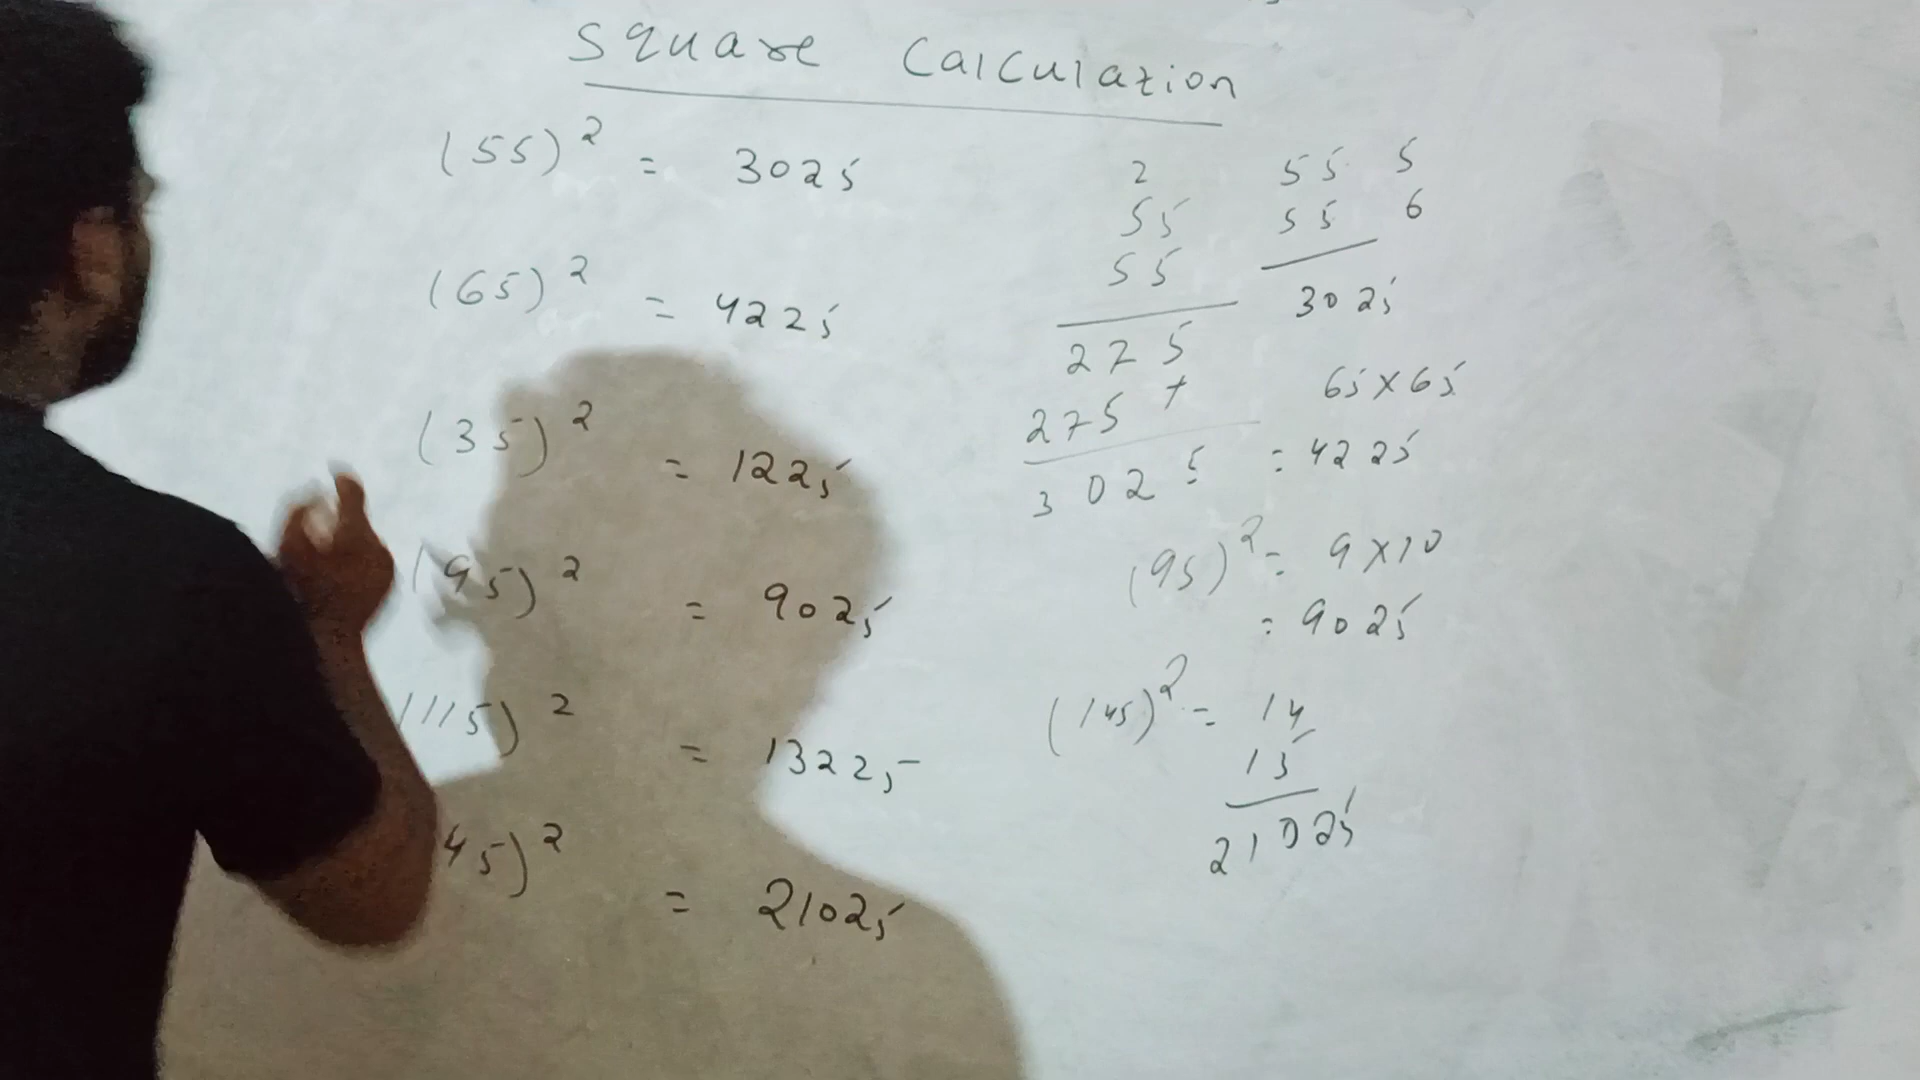 Square Calculation
(55)² = 3025
(65)² = 4225
(35)² = 1225
(95)² = 9025
(115)² = 13225
45)² = 21025
2
55
55
275
275 +
3025
55 5
55 6
3025
65×65
= 4225
(95)² = 9×10
= 9025
(145)² = 14
15
21025